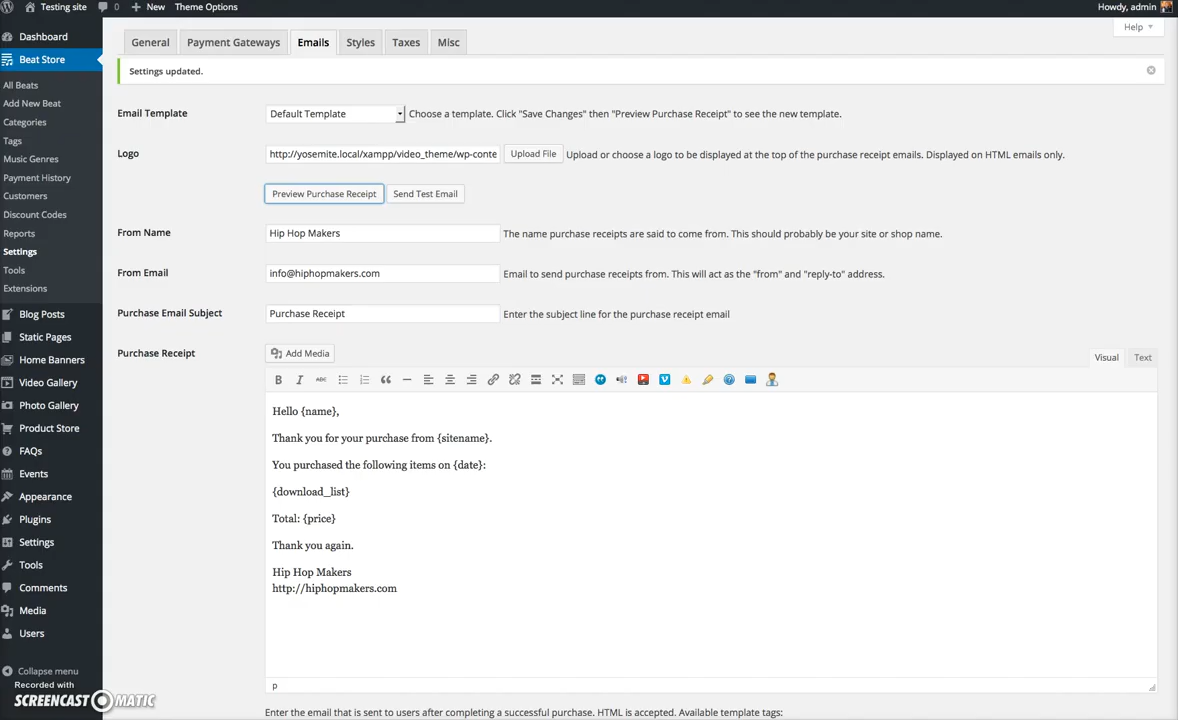 Testing site 0 New Theme Options Howdy, admin
Help
General Payment Gateways Emails Styles Taxes Misc
Settings updated.
Dashboard
Beat Store
All Beats
Add New Beat
Categories
Tags
Music Genres
Payment History
Customers
Discount Codes
Reports
Settings
Tools
Extensions
Blog Posts
Static Pages
Home Banners
Video Gallery
Photo Gallery
Product Store
FAQs
Events
Appearance
Plugins
Settings
Tools
Comments
Media
Users
Collapse menu
Recorded with
SCREENCAST-O-MATIC
Email Template Default Template Choose a template. Click "Save Changes" then "Preview Purchase Receipt" to see the new template.
Logo http://yosemite.local/xampp/video_theme/wp-conte Upload File Upload or choose a logo to be displayed at the top of the purchase receipt emails. Displayed on HTML emails only.
Preview Purchase Receipt Send Test Email
From Name Hip Hop Makers The name purchase receipts are said to come from. This should probably be your site or shop name.
From Email info@hiphopmakers.com Email to send purchase receipts from. This will act as the "from" and "reply-to" address.
Purchase Email Subject Purchase Receipt Enter the subject line for the purchase receipt email
Purchase Receipt Add Media Visual Text
B I ABC
Hello {name},
Thank you for your purchase from {sitename}.
You purchased the following items on {date}:
{download_list}
Total: {price}
Thank you again.
Hip Hop Makers
http://hiphopmakers.com
p
Enter the email that is sent to users after completing a successful purchase. HTML is accepted. Available template tags: